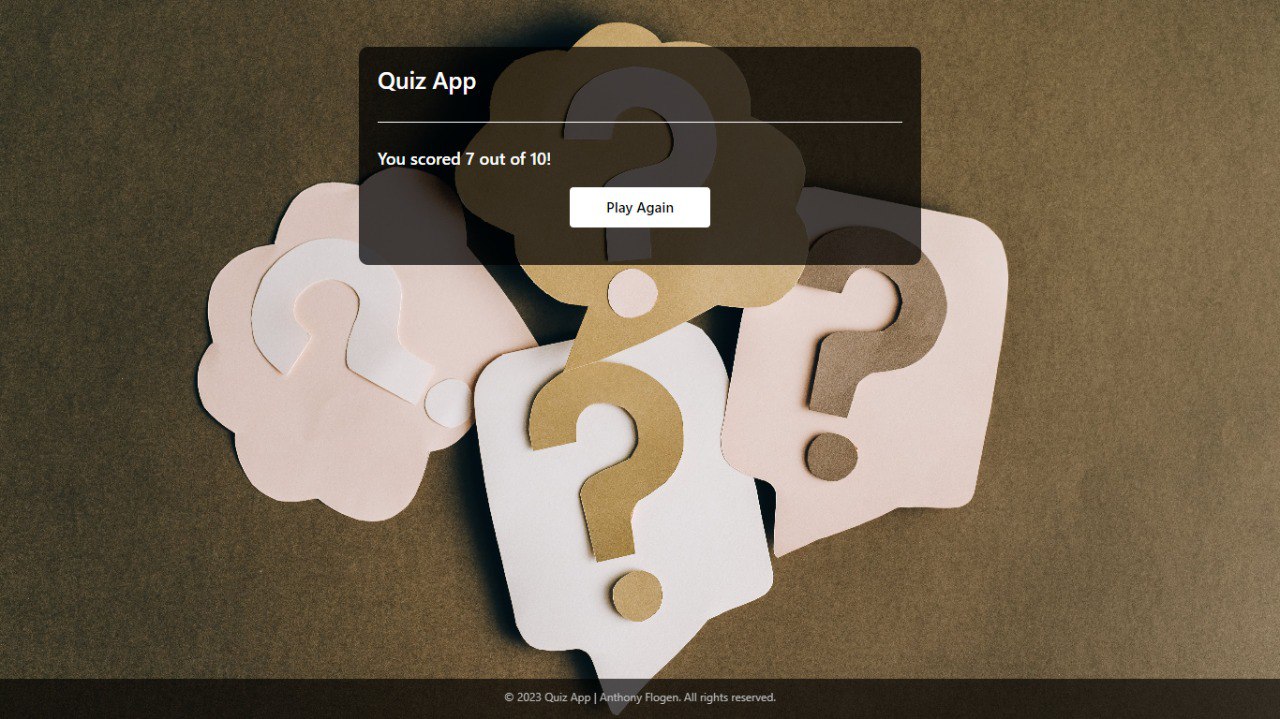 Quiz App
You scored 7 out of 10!
Play Again
© 2023 Quiz App | Anthony Flogen. All rights reserved.